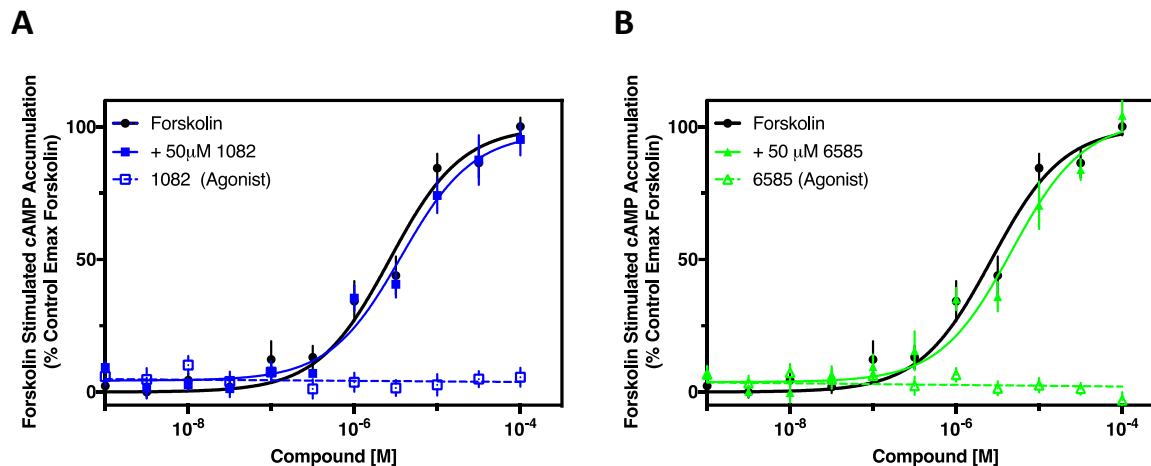 A
Forskolin Stimulated cAMP Accumulation
(% Control Emax Forskolin)
100
50
0
Forskolin
+ 50μM 1082
1082 (Agonist)
10-8
10-6
10-4
Compound [M]
B
Forskolin Stimulated cAMP Accumulation
(% Control Emax Forskolin)
100
50
0
Forskolin
+ 50 μM 6585
6585 (Agonist)
10-8
10-6
10-4
Compound [M]